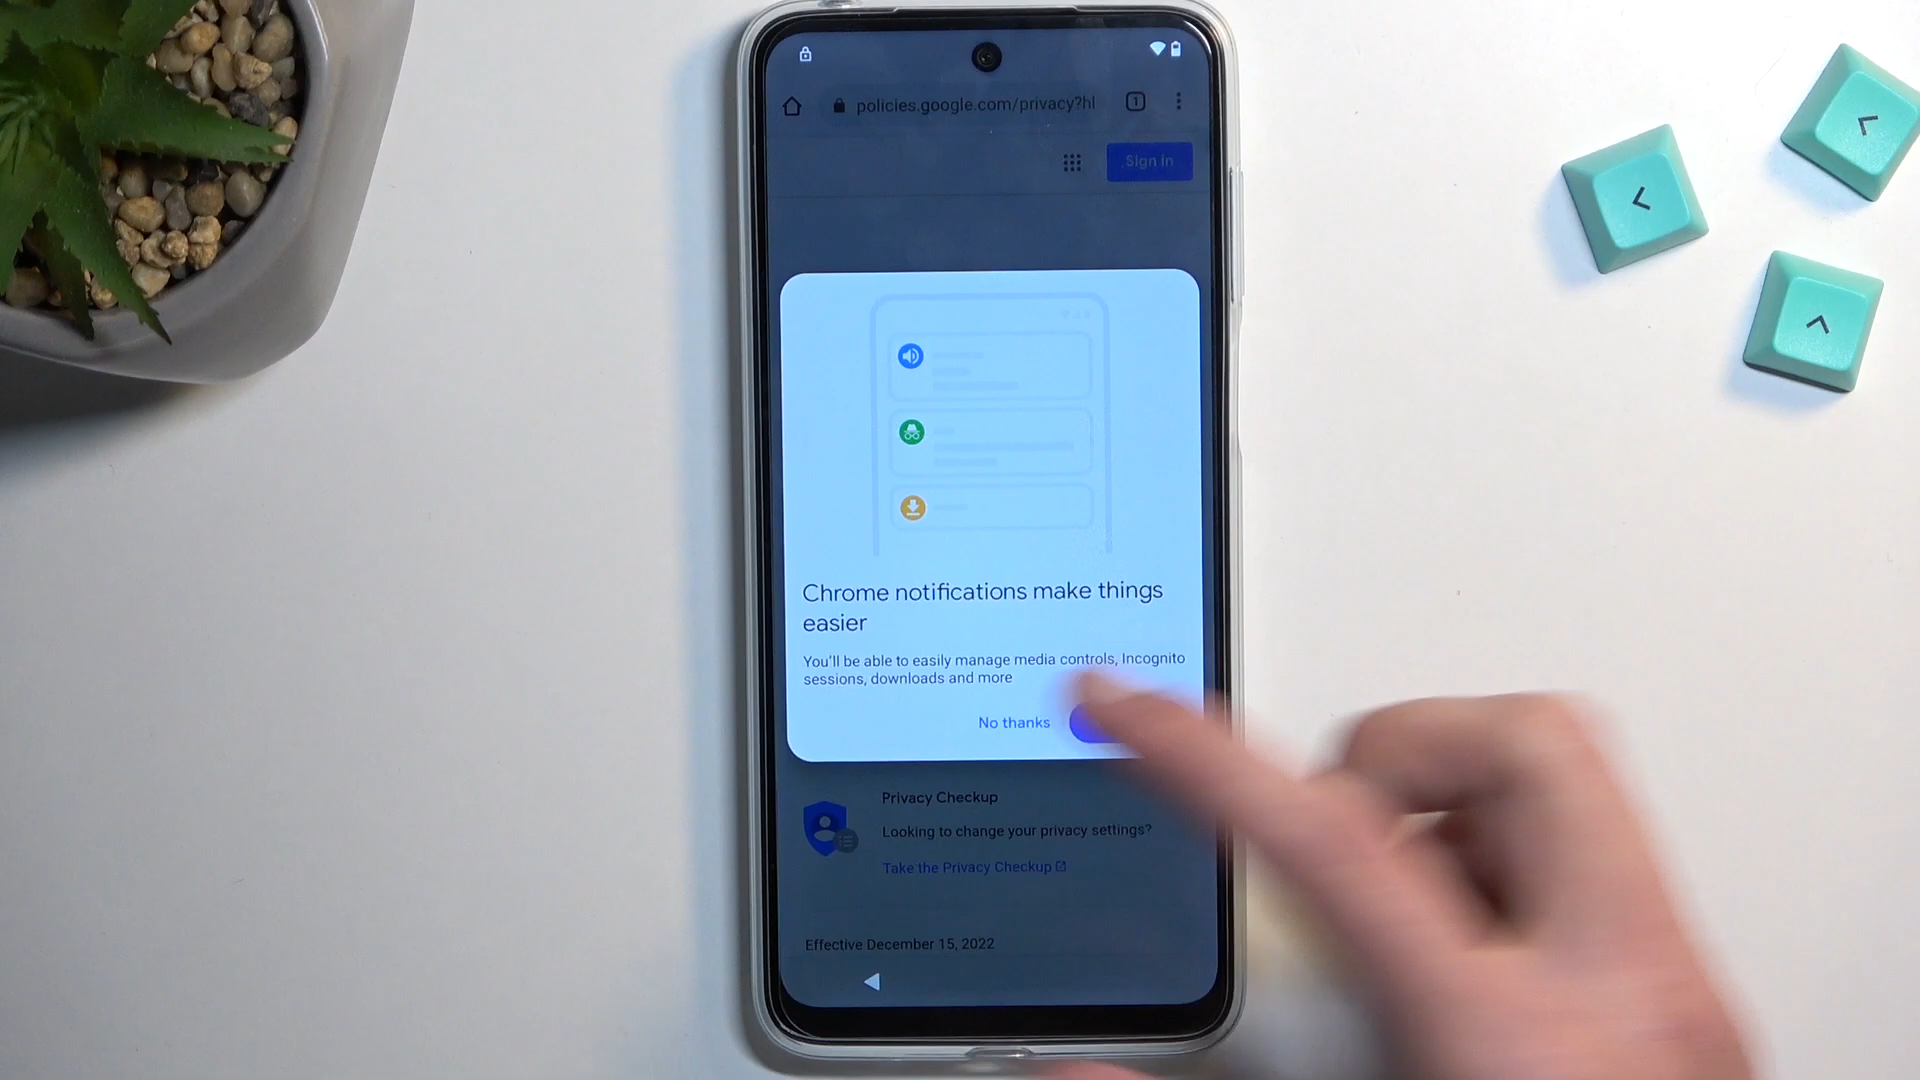 policies.google.com/privacy?hl
1
Sign in
Chrome notifications make things
easier
You'll be able to easily manage media controls, Incognito
sessions, downloads and more
No thanks
Privacy Checkup
Looking to change your privacy settings?
Take the Privacy Checkup
Effective December 15, 2022